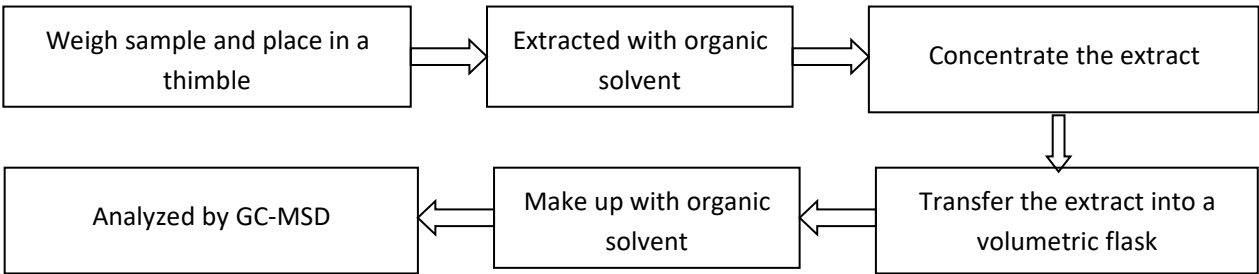 Weigh sample and place in a
thimble
Extracted with organic
solvent
Concentrate the extract
Transfer the extract into a
volumetric flask
Make up with organic
solvent
Analyzed by GC-MSD